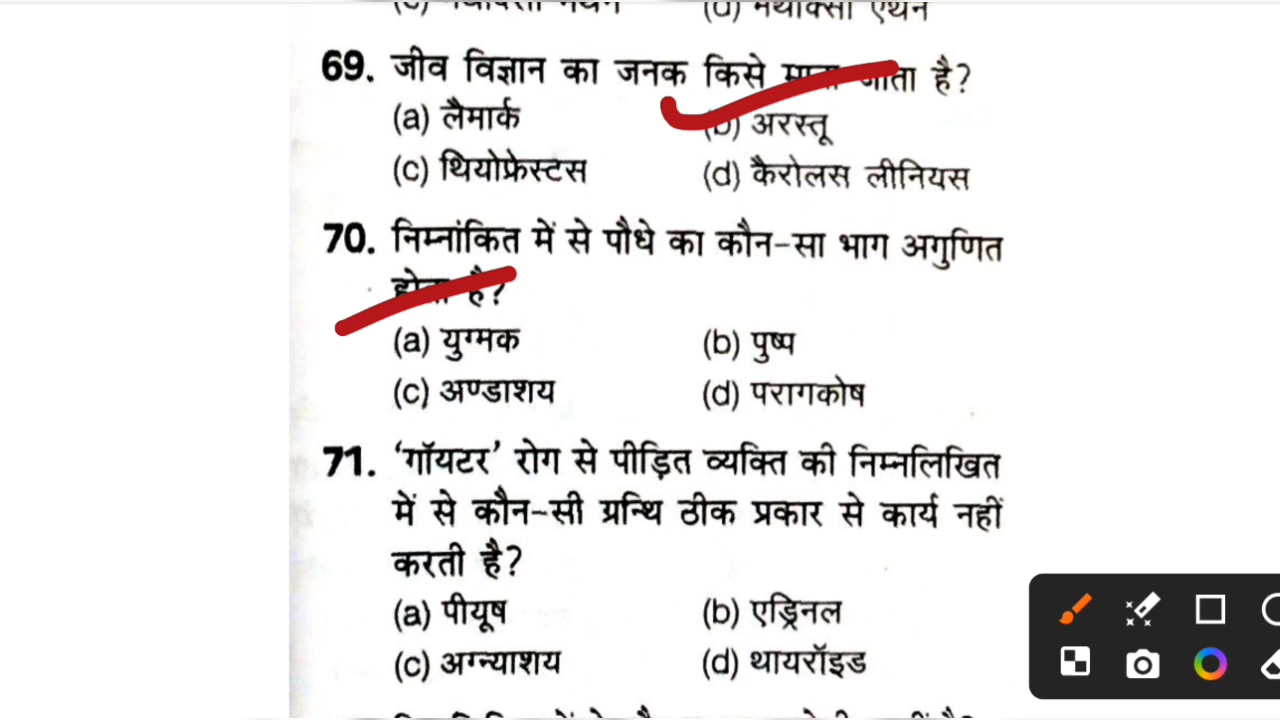 69. जीव विज्ञान का जनक किसे माना जाता है?
(a) लैमार्क (b) अरस्तू
(c) थियोफ्रेस्टस (d) कैरोलस लीनियस
70. निम्नांकित में से पौधे का कौन-सा भाग अगुणित
होता है?
(a) युग्मक (b) पुष्प
(c) अण्डाशय (d) परागकोष
71. ‘गॉयटर’ रोग से पीड़ित व्यक्ति की निम्नलिखित
में से कौन-सी ग्रन्थि ठीक प्रकार से कार्य नहीं
करती है?
(a) पीयूष (b) एड्रिनल
(c) अग्न्याशय (d) थायरॉइड